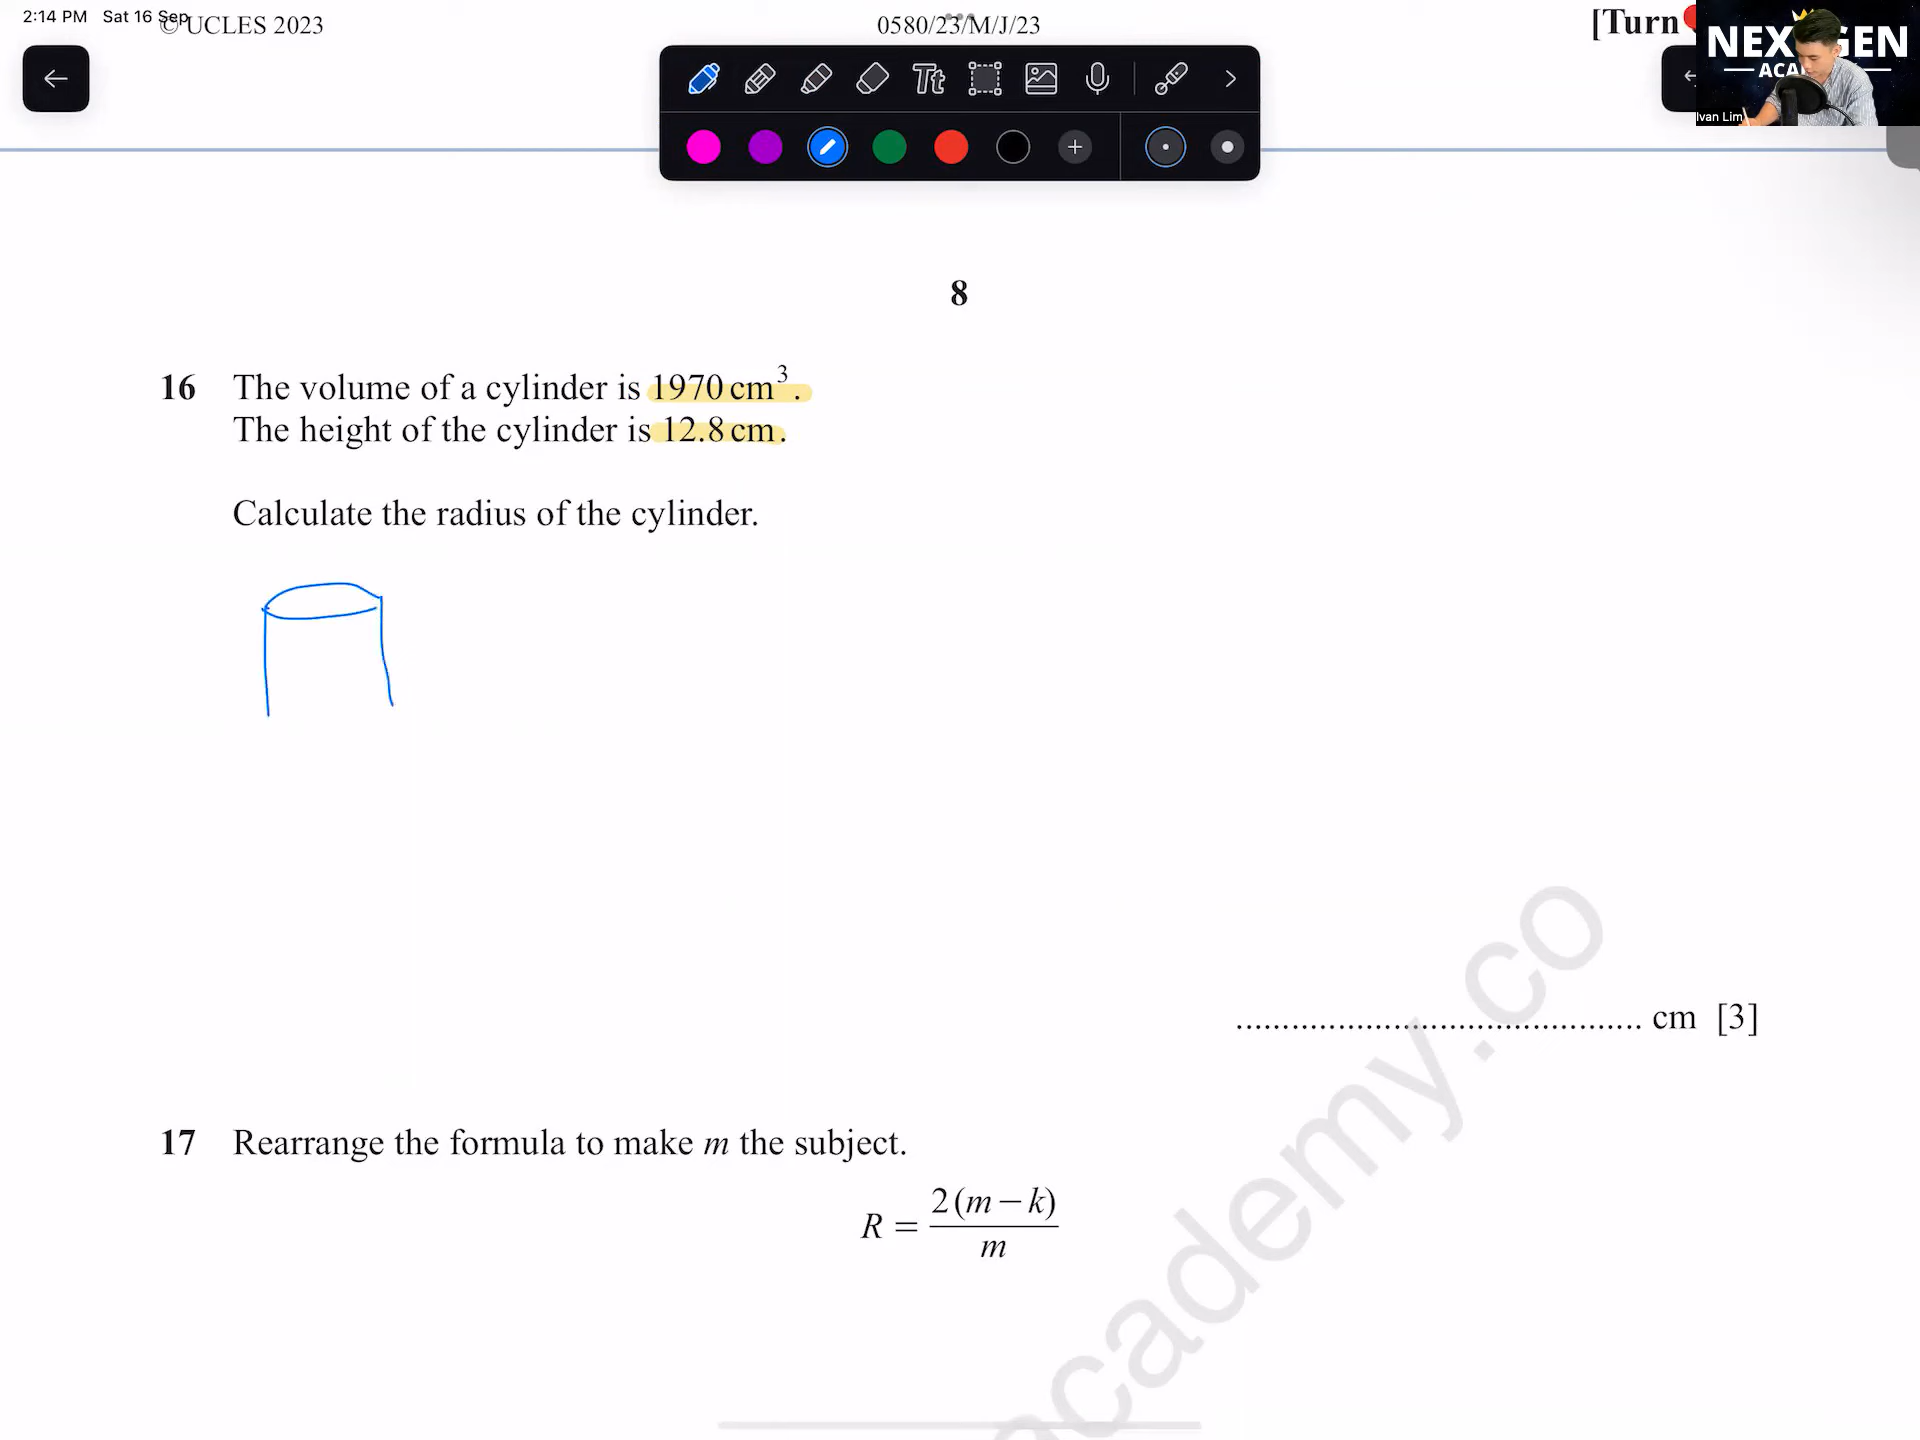 2:14 PM Sat 16 Sep
© UCLES 2023
0580/23/M/J/23
[Turn
NEX GEN
ACA
Ivan Lim
Tt
8
16 The volume of a cylinder is 1970 cm³.
The height of the cylinder is 12.8 cm.
Calculate the radius of the cylinder.
.......................................... cm [3]
17 Rearrange the formula to make m the subject.
R = 2(m − k) / m
academy.co